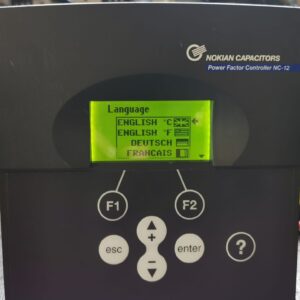 NOKIAN CAPACITORS
Power Factor Controller NC-12
Language
ENGLISH °C
ENGLISH °F
DEUTSCH
FRANCAIS
F1
F2
esc
+
−
enter
?